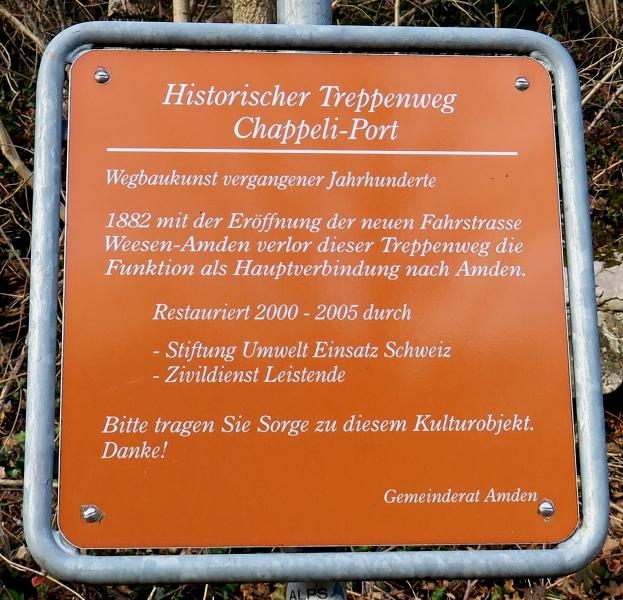 Historischer Treppenweg
Chappeli-Port
Wegbaukunst vergangener Jahrhunderte
1882 mit der Eröffnung der neuen Fahrstrasse
Weesen-Amden verlor dieser Treppenweg die
Funktion als Hauptverbindung nach Amden.
Restauriert 2000 - 2005 durch
- Stiftung Umwelt Einsatz Schweiz
- Zivildienst Leistende
Bitte tragen Sie Sorge zu diesem Kulturobjekt.
Danke!
Gemeinderat Amden
ALPS